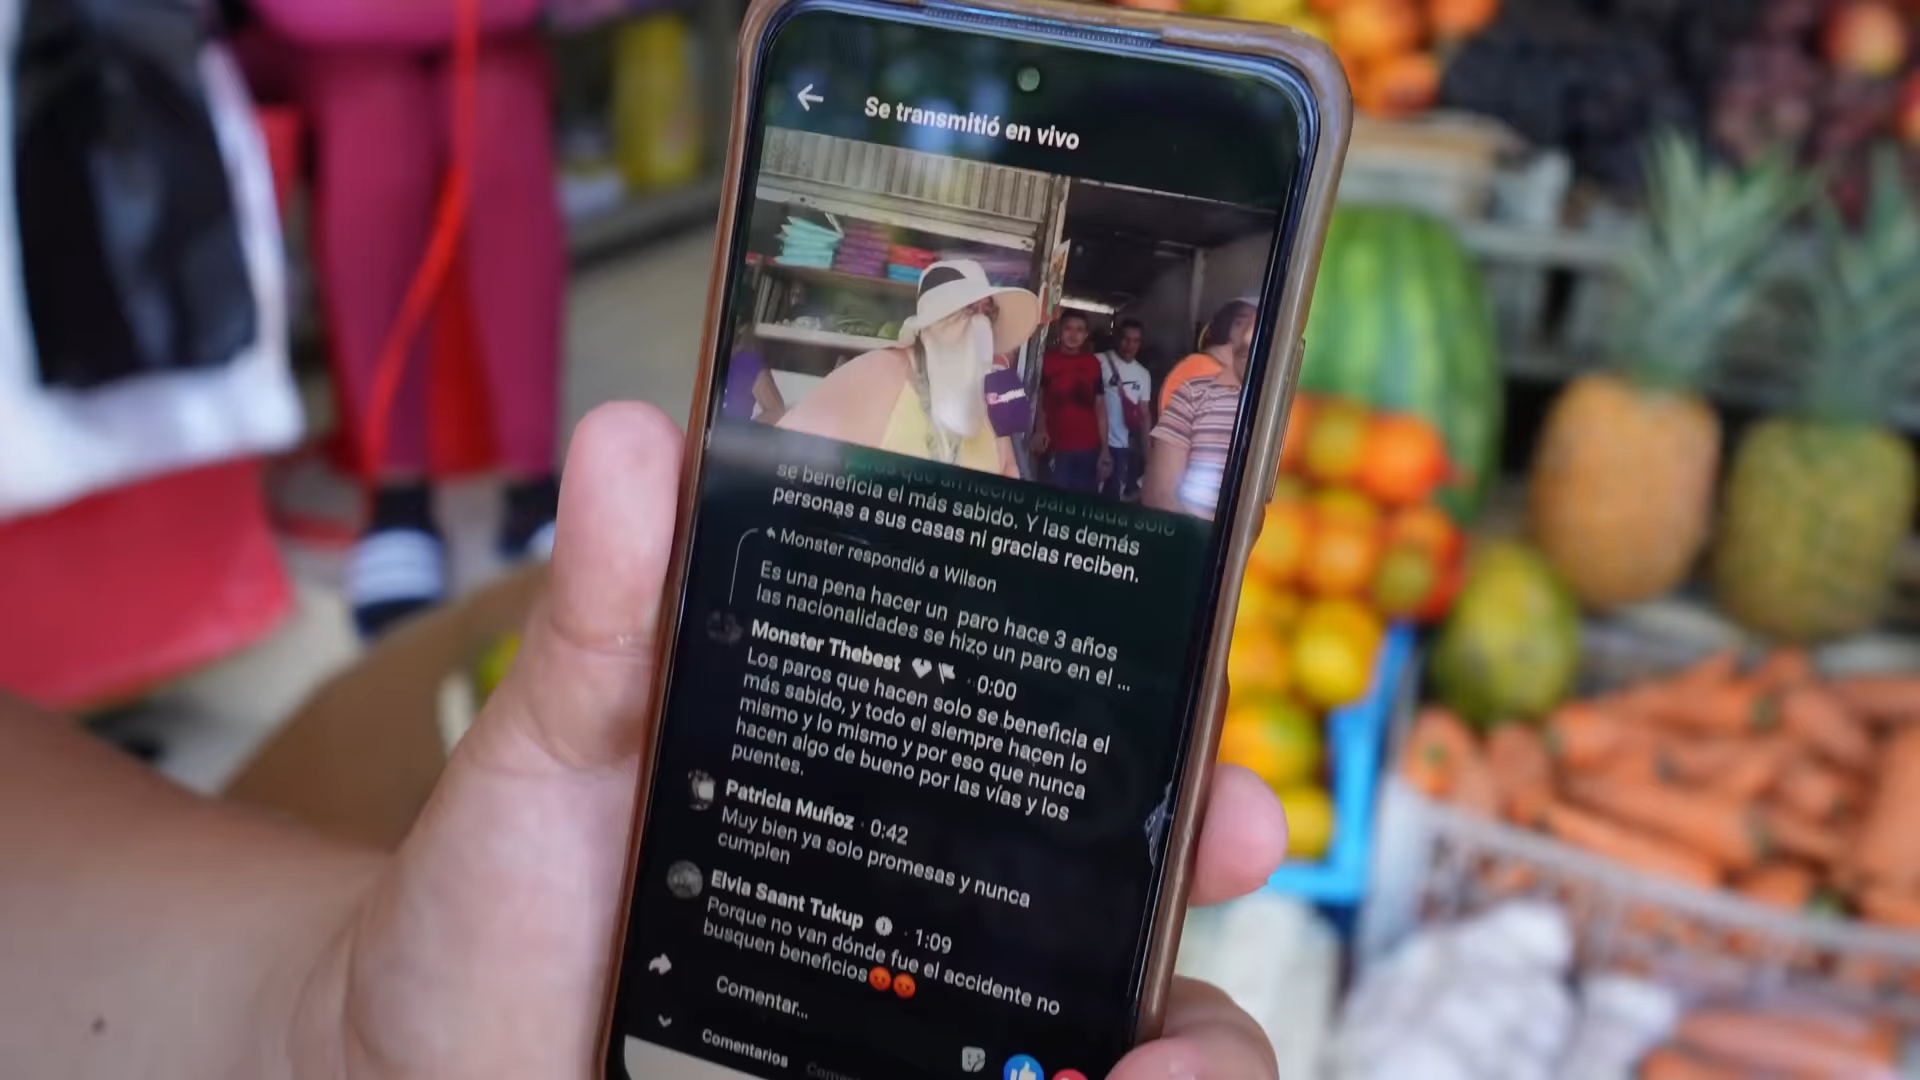 Se transmitió en vivo
se beneficia el más sabido. Y las demás
personas a sus casas ni gracias reciben.
Monster respondió a Wilson
Es una pena hacer un paro hace 3 años
las nacionalidades se hizo un paro en el ...
Monster Thebest · 0:00
Los paros que hacen solo se beneficia el
más sabido, y todo el siempre hacen lo
mismo y lo mismo y por eso que nunca
hacen algo de bueno por las vías y los
puentes.
Patricia Muñoz · 0:42
Muy bien ya solo promesas y nunca
cumplen
Elvia Saant Tukup · 1:09
Porque no van dónde fue el accidente no
busquen beneficios😡😡
Comentar...
Comentarios